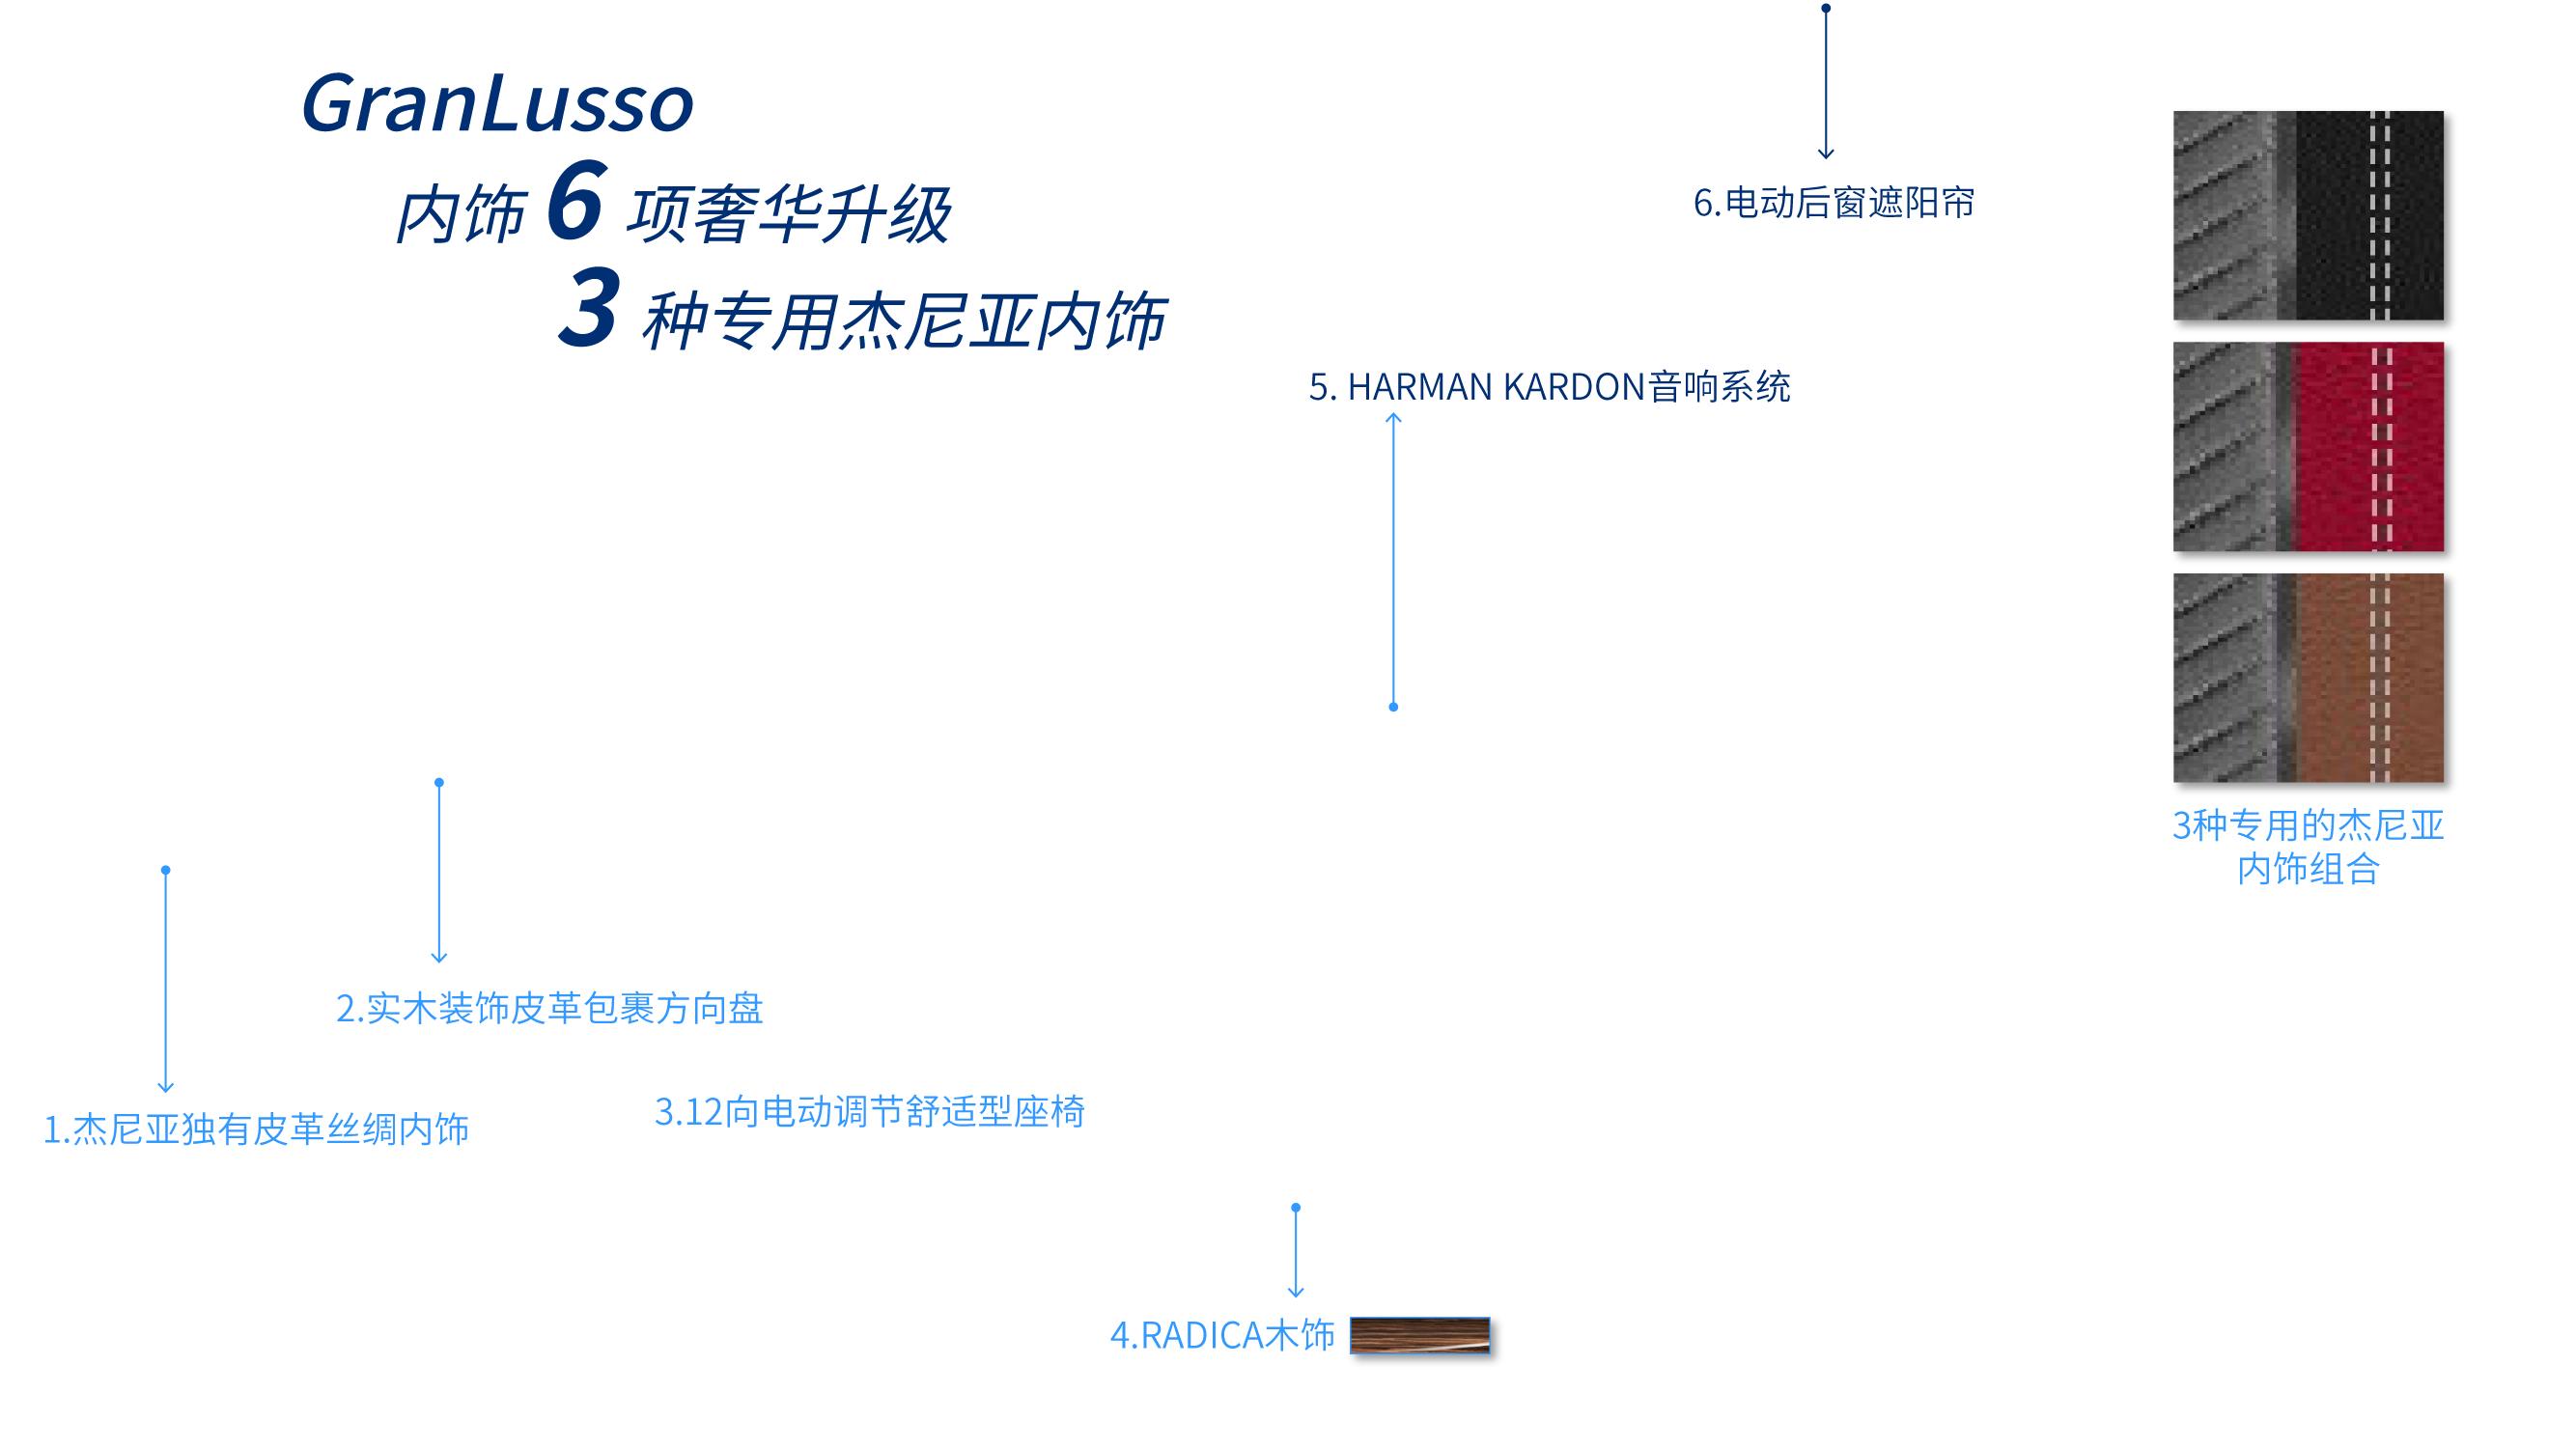 GranLusso
内饰 6 项奢华升级
3 种专用杰尼亚内饰
6.电动后窗遮阳帘
5. HARMAN KARDON音响系统
3种专用的杰尼亚
内饰组合
2.实木装饰皮革包裹方向盘
1.杰尼亚独有皮革丝绸内饰
3.12向电动调节舒适型座椅
4.RADICA木饰